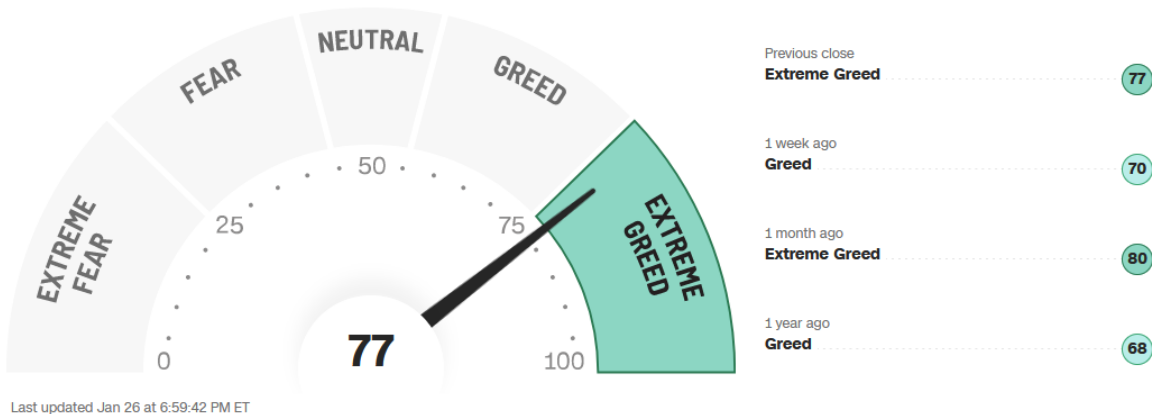 NEUTRAL
FEAR
GREED
EXTREME
FEAR
EXTREME
GREED
0
25
50
75
100
77
Last updated Jan 26 at 6:59:42 PM ET
Previous close
Extreme Greed
77
1 week ago
Greed
70
1 month ago
Extreme Greed
80
1 year ago
Greed
68